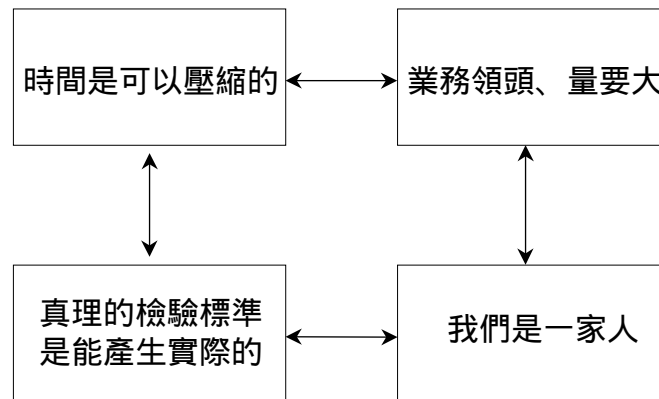 時間是可以壓縮的
業務領頭、量要大
真理的檢驗標準
是能產生實際的
我們是一家人